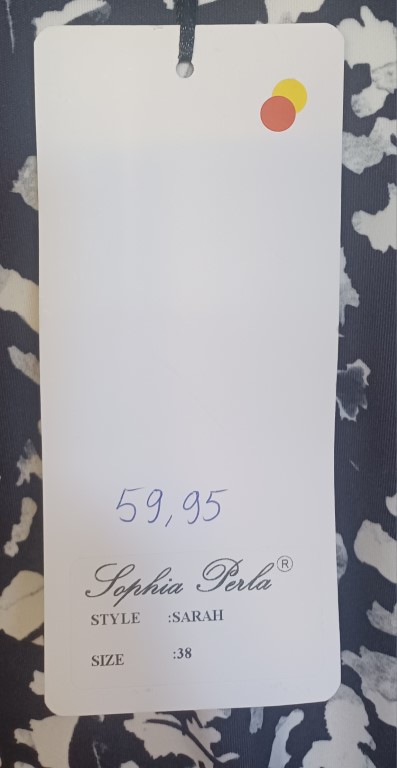 59,95
Sophia Perla®
STYLE :SARAH
SIZE :38